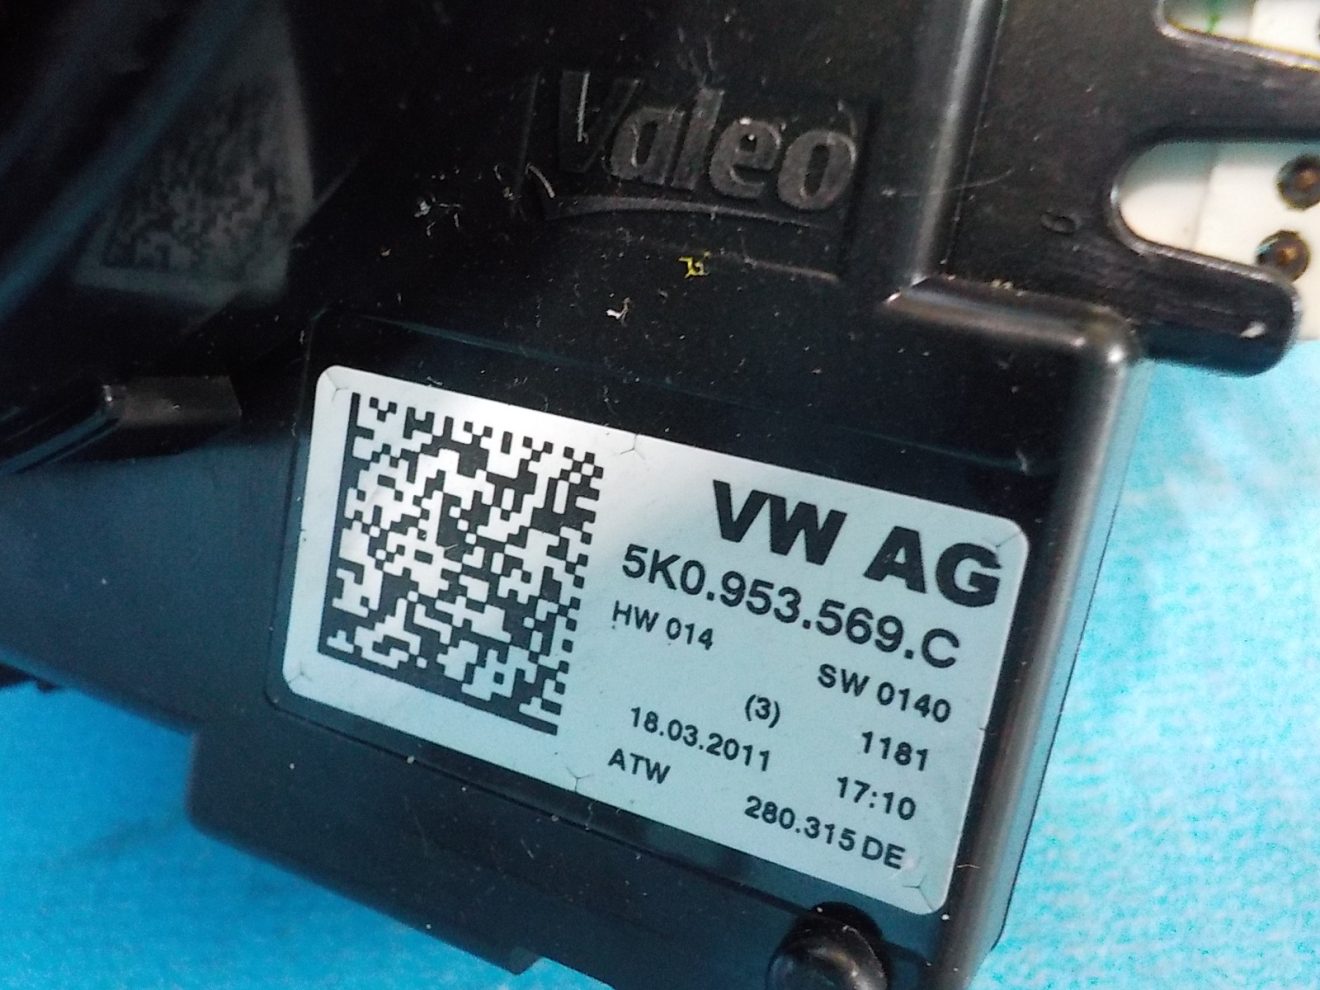 Valeo
VW AG
5K0.953.569.C
HW 014 SW 0140
(3) 1181
18.03.2011 17:10
ATW 280.315 DE